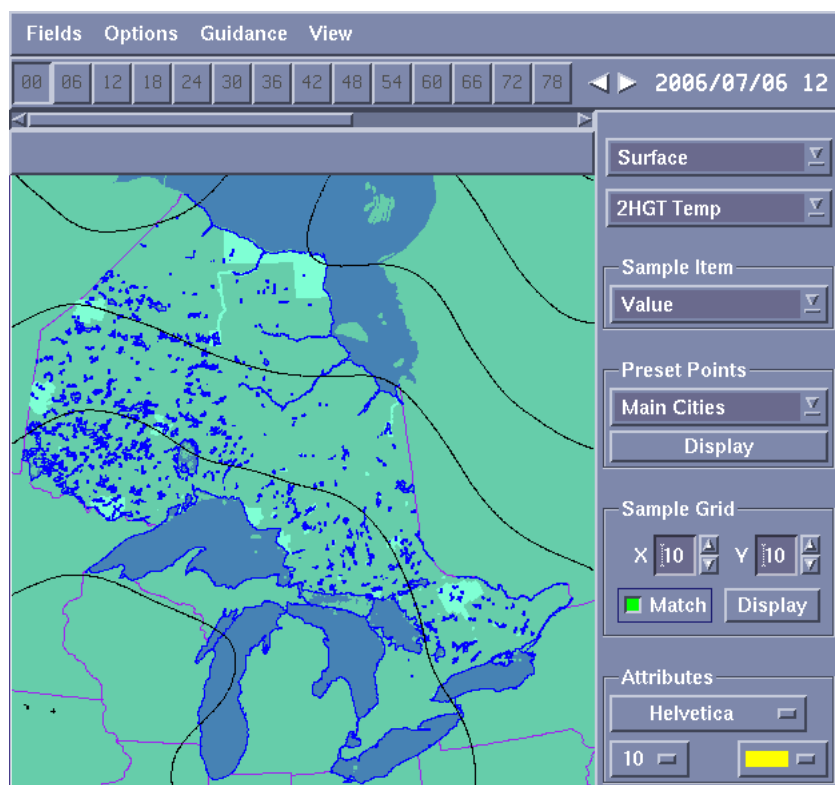 Fields Options Guidance View
00 06 12 18 24 30 36 42 48 54 60 66 72 78 2006/07/06 12
Surface
2HGT Temp
Sample Item
Value
Preset Points
Main Cities
Display
Sample Grid
X 10 Y 10
Match Display
Attributes
Helvetica
10